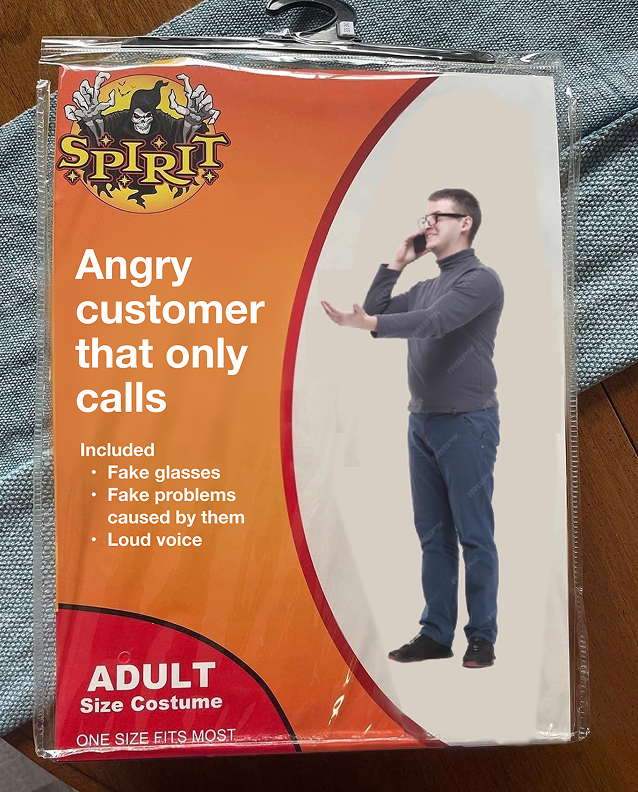 SPIRIT
Angry
customer
that only
calls
Included
• Fake glasses
• Fake problems
caused by them
• Loud voice
ADULT
Size Costume
ONE SIZE FITS MOST